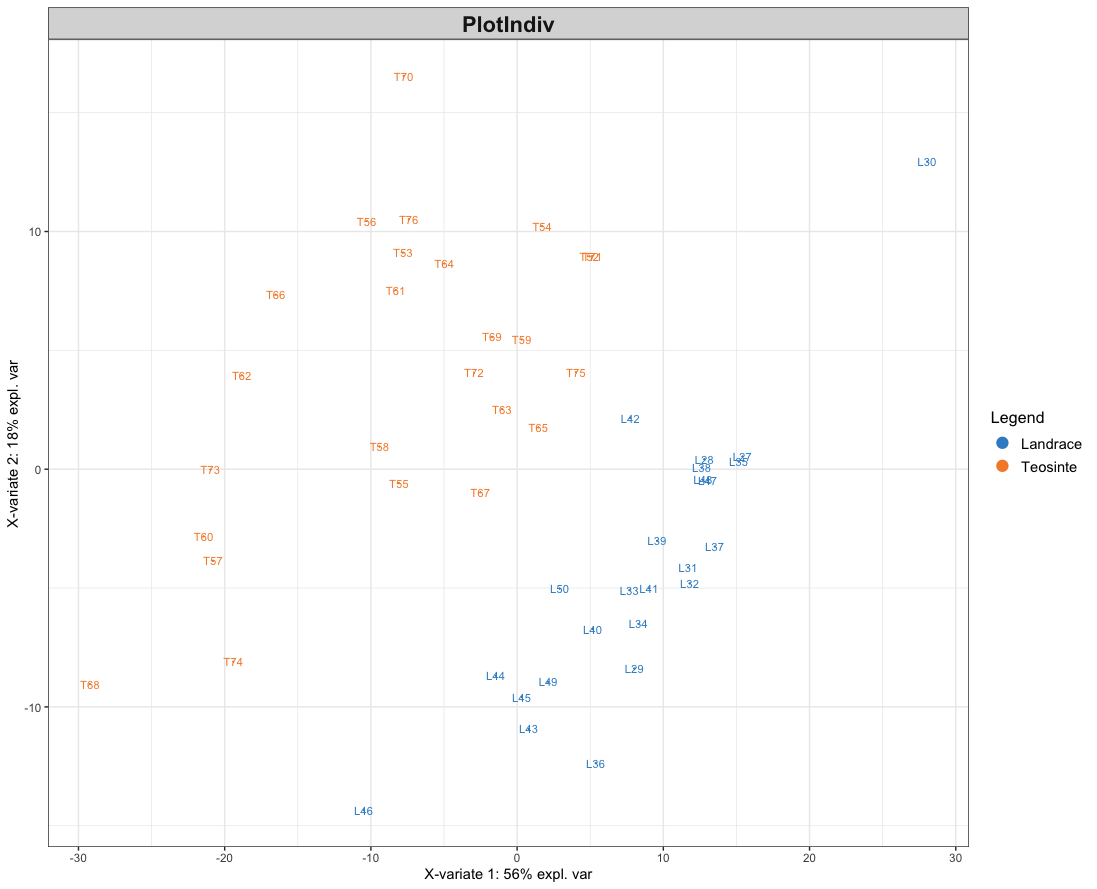 PlotIndiv
T70
L30
T56
T76
T54
T53
T64
T61
T66
T69
T59
T62
T72
T75
T63
L42
T65
T58
L28
L35
L38
T73
L47
T55
T67
T60
L39
L37
T57
L31
L32
L50
L33
L41
L34
L40
T74
L29
L44
T68
L49
L45
L43
L36
L46
10
0
-10
-30
-20
-10
0
10
20
30
X-variate 1: 56% expl. var
X-variate 2: 18% expl. var
Legend
Landrace
Teosinte